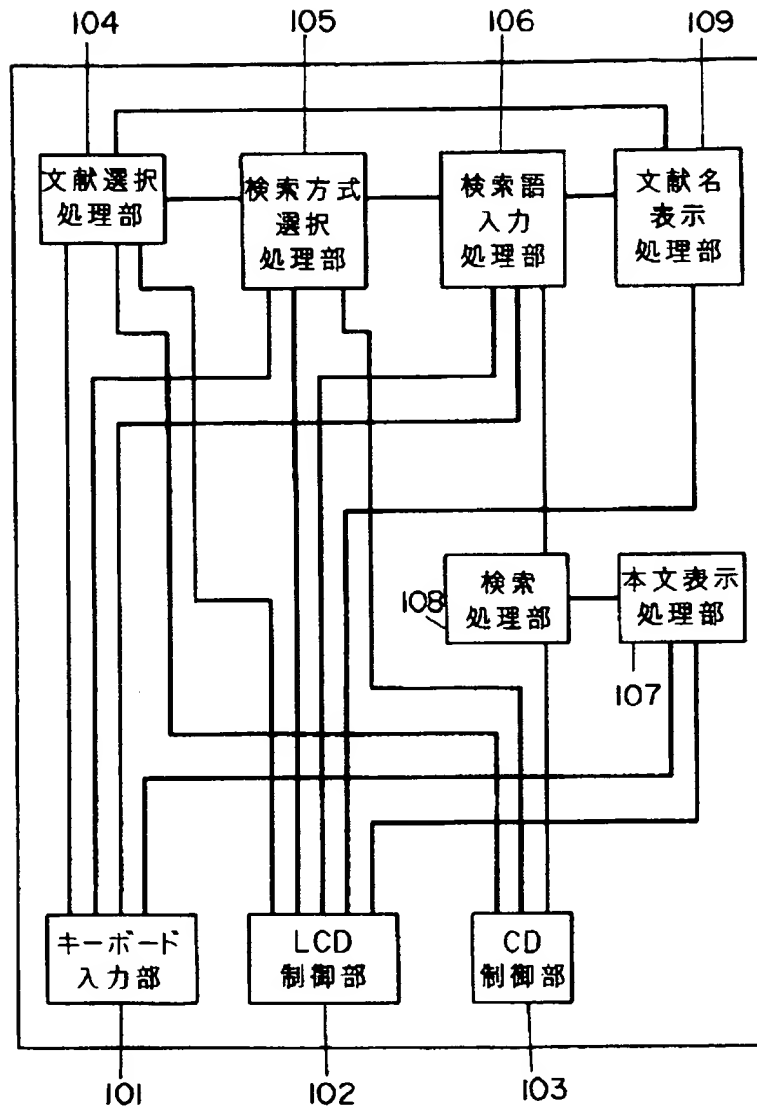 104
105
106
109
文献選択
処理部
検索方式
選択
処理部
検索語
入力
処理部
文献名
表示
処理部
108
検索
処理部
本文表示
処理部
107
キーボード
入力部
LCD
制御部
CD
制御部
101
102
103